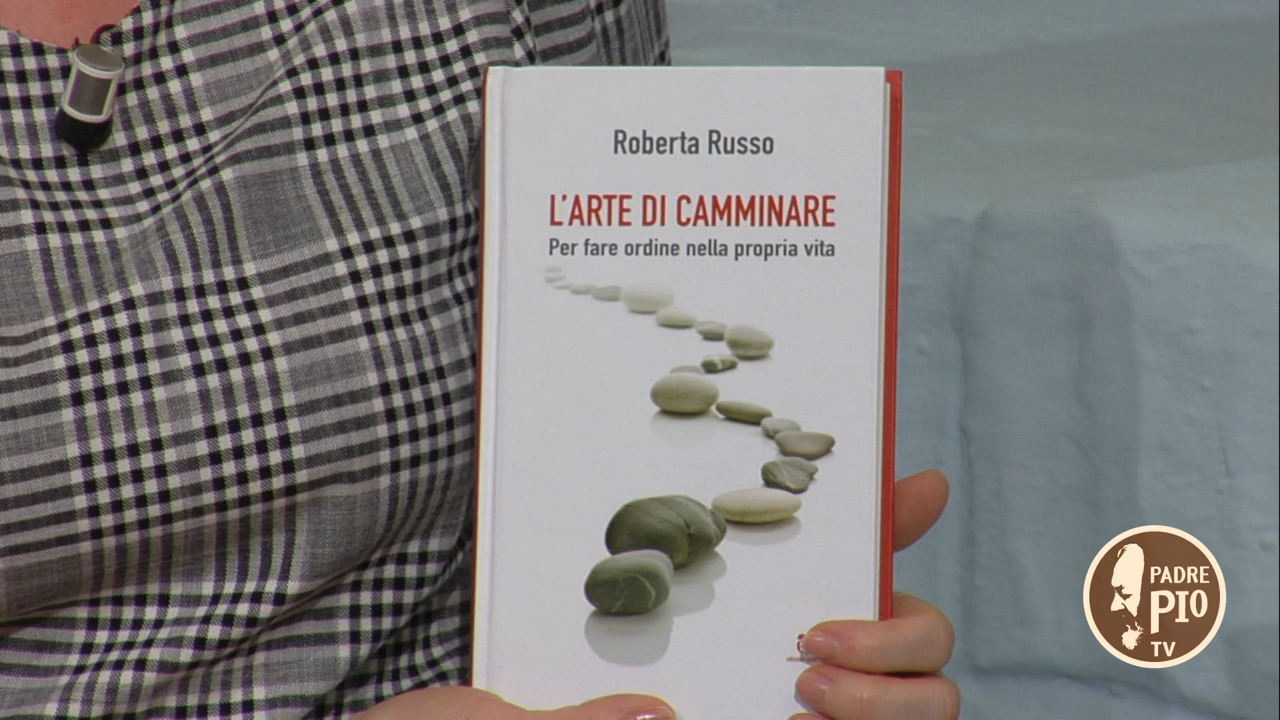 Roberta Russo
L'ARTE DI CAMMINARE
Per fare ordine nella propria vita
PADRE
PIO
TV